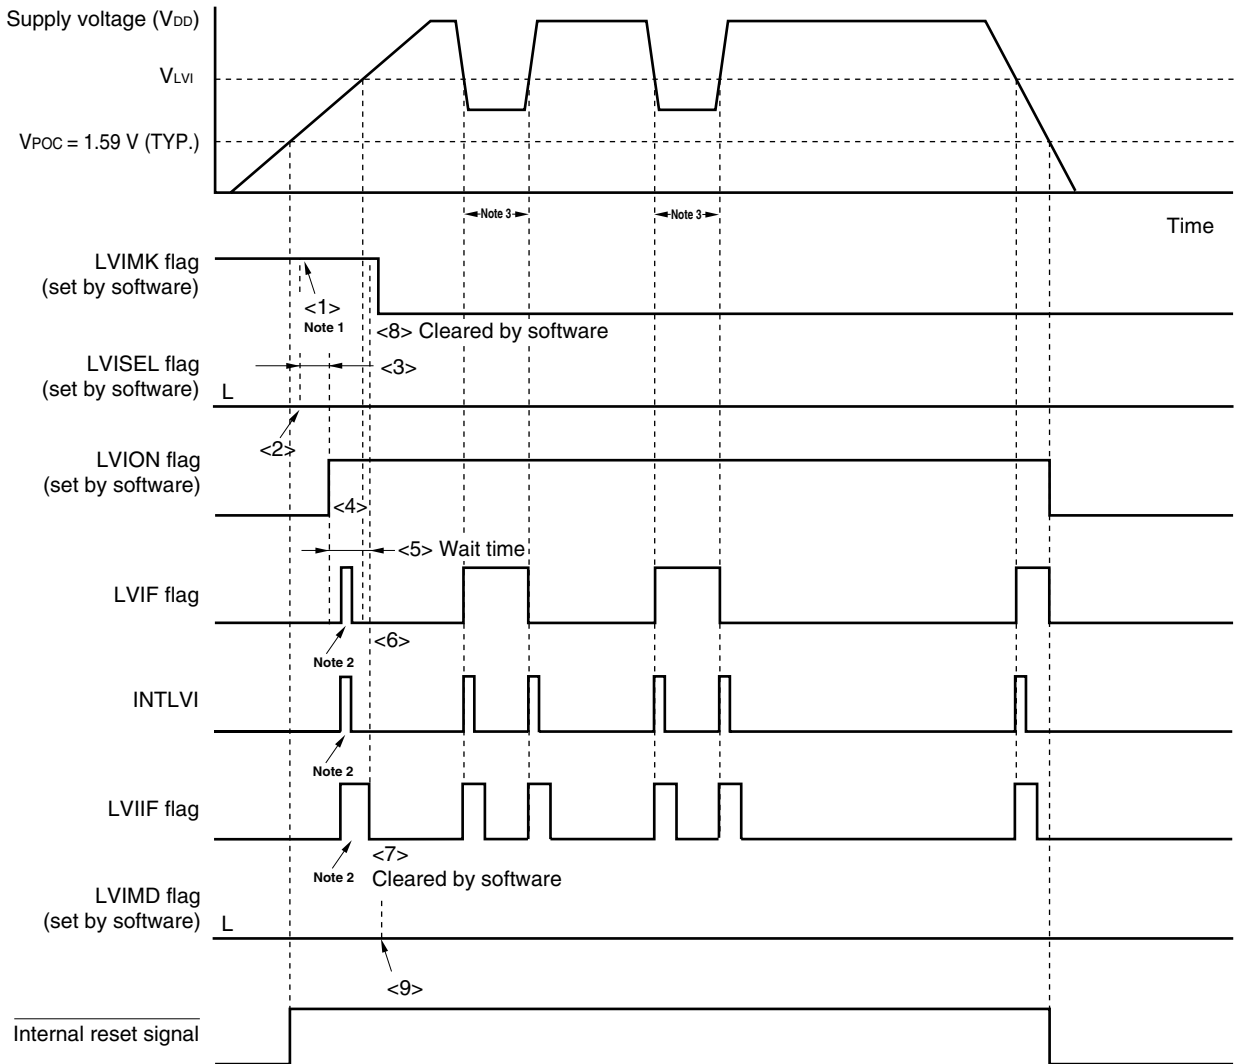 Supply voltage (VDD)
VLVI
VPOC = 1.59 V (TYP.)
Note 3
Note 3
Time
LVIMK flag
(set by software)
<1>
Note 1
<8> Cleared by software
LVISEL flag
(set by software)
L
<3>
<2>
LVION flag
(set by software)
<4>
<5> Wait time
LVIF flag
<6>
Note 2
INTLVI
Note 2
LVIIF flag
<7>
Note 2
Cleared by software
LVIMD flag
(set by software)
L
<9>
Internal reset signal